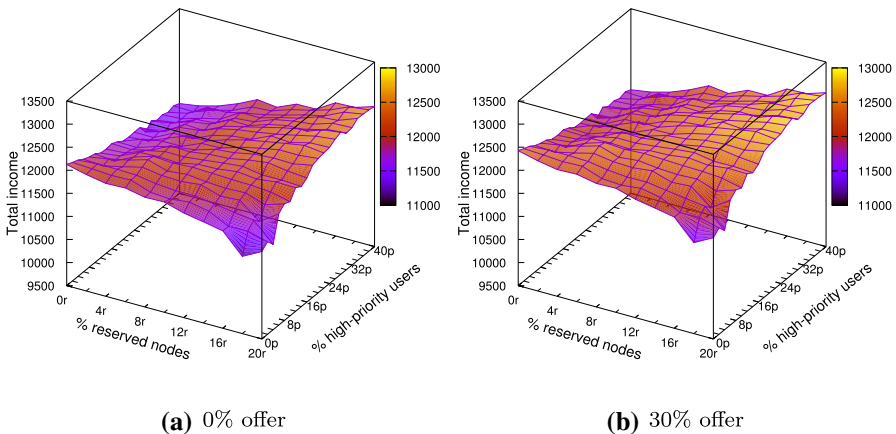 13500
13000
12500
12000
11500
11000
10500
10000
9500
Total income
0r
4r
8r
12r
16r
20r
% reserved nodes
0p
8p
16p
24p
32p
40p
% high-priority users
13000
12500
12000
11500
11000
(a) 0% offer
13500
13000
12500
12000
11500
11000
10500
10000
9500
Total income
0r
4r
8r
12r
16r
20r
% reserved nodes
0p
8p
16p
24p
32p
40p
% high-priority users
13000
12500
12000
11500
11000
(b) 30% offer